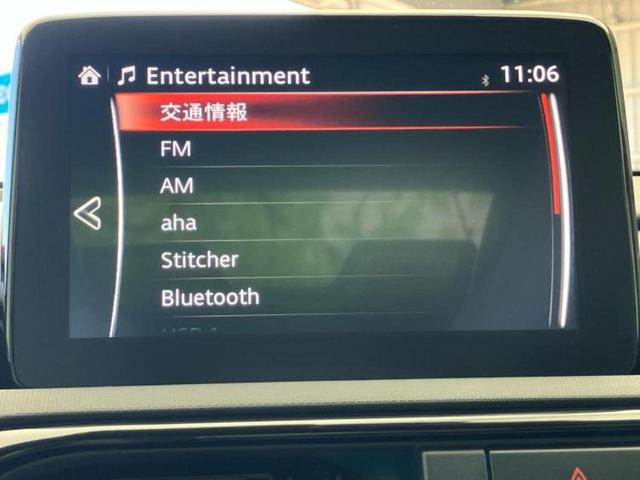 Entertainment 11:06
交通情報
FM
AM
aha
Stitcher
Bluetooth